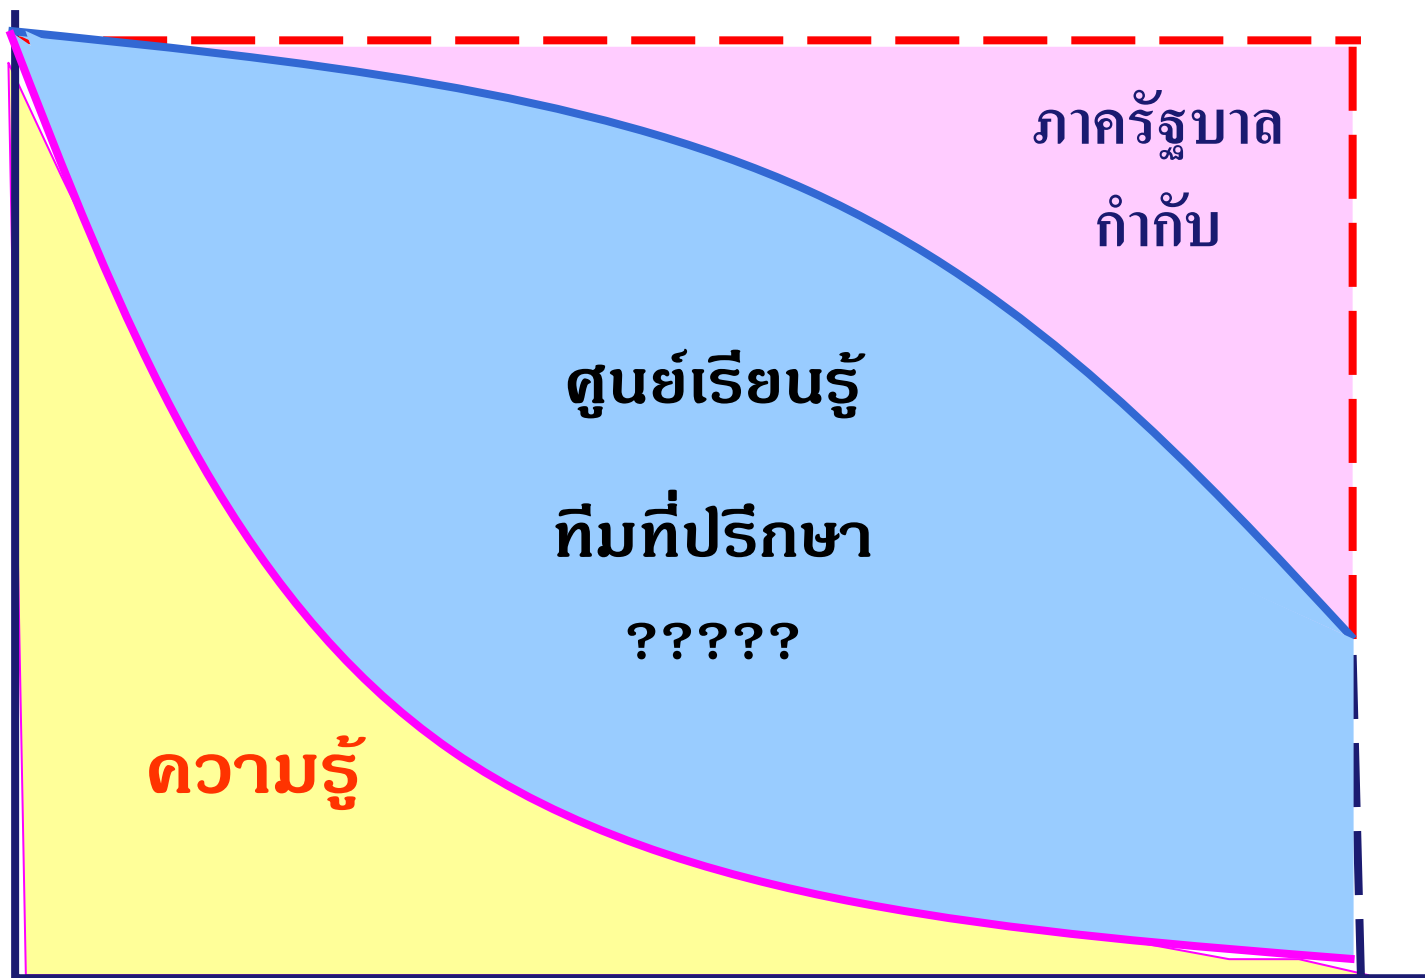 ภาครัฐบาล
กำกับ
ศูนย์เรียนรู้
ทีมที่ปรึกษา
?????
ความรู้